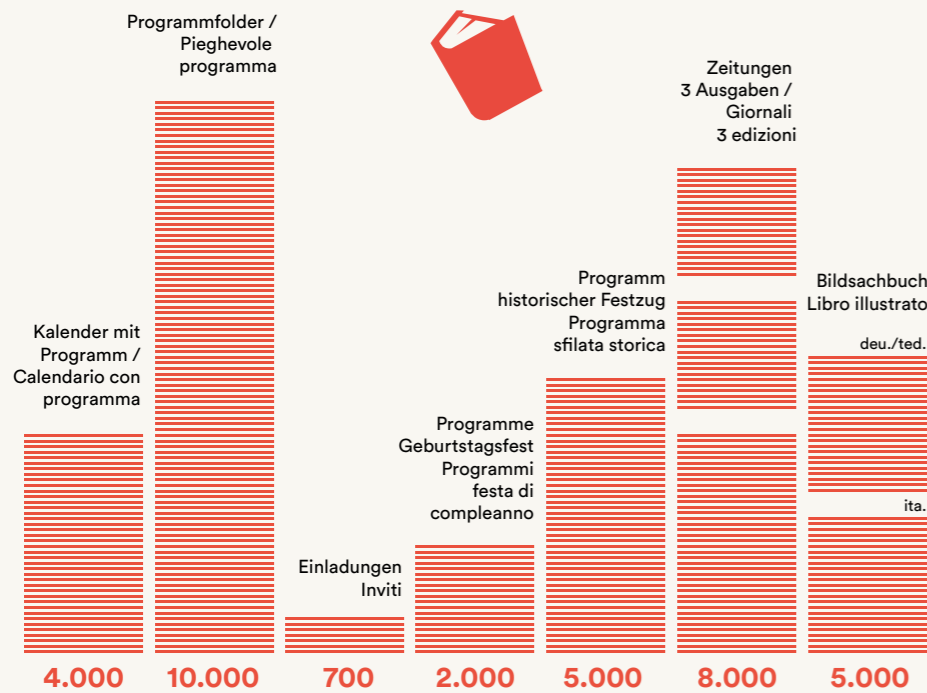 Programmfolder /
Pieghevole
programma
Zeitungen
3 Ausgaben /
Giornali
3 edizioni
Programm
historischer Festzug
Programma
sfilata storica
Bildsachbuch
Libro illustrato
deu./ted.
Kalender mit
Programm /
Calendario con
programma
Programme
Geburtstagsfest
Programmi
festa di
compleanno
ita.
Einladungen
Inviti
4.000 10.000 700 2.000 5.000 8.000 5.000